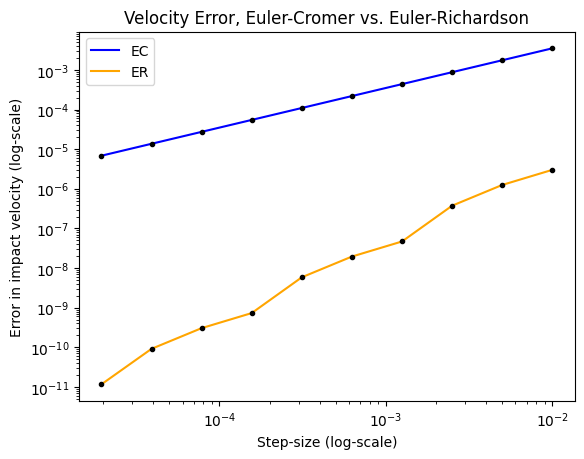 Velocity Error, Euler-Cromer vs. Euler-Richardson
EC
ER
Error in impact velocity (log-scale)
10⁻³
10⁻⁴
10⁻⁵
10⁻⁶
10⁻⁷
10⁻⁸
10⁻⁹
10⁻¹⁰
10⁻¹¹
10⁻⁴ 10⁻³ 10⁻²
Step-size (log-scale)